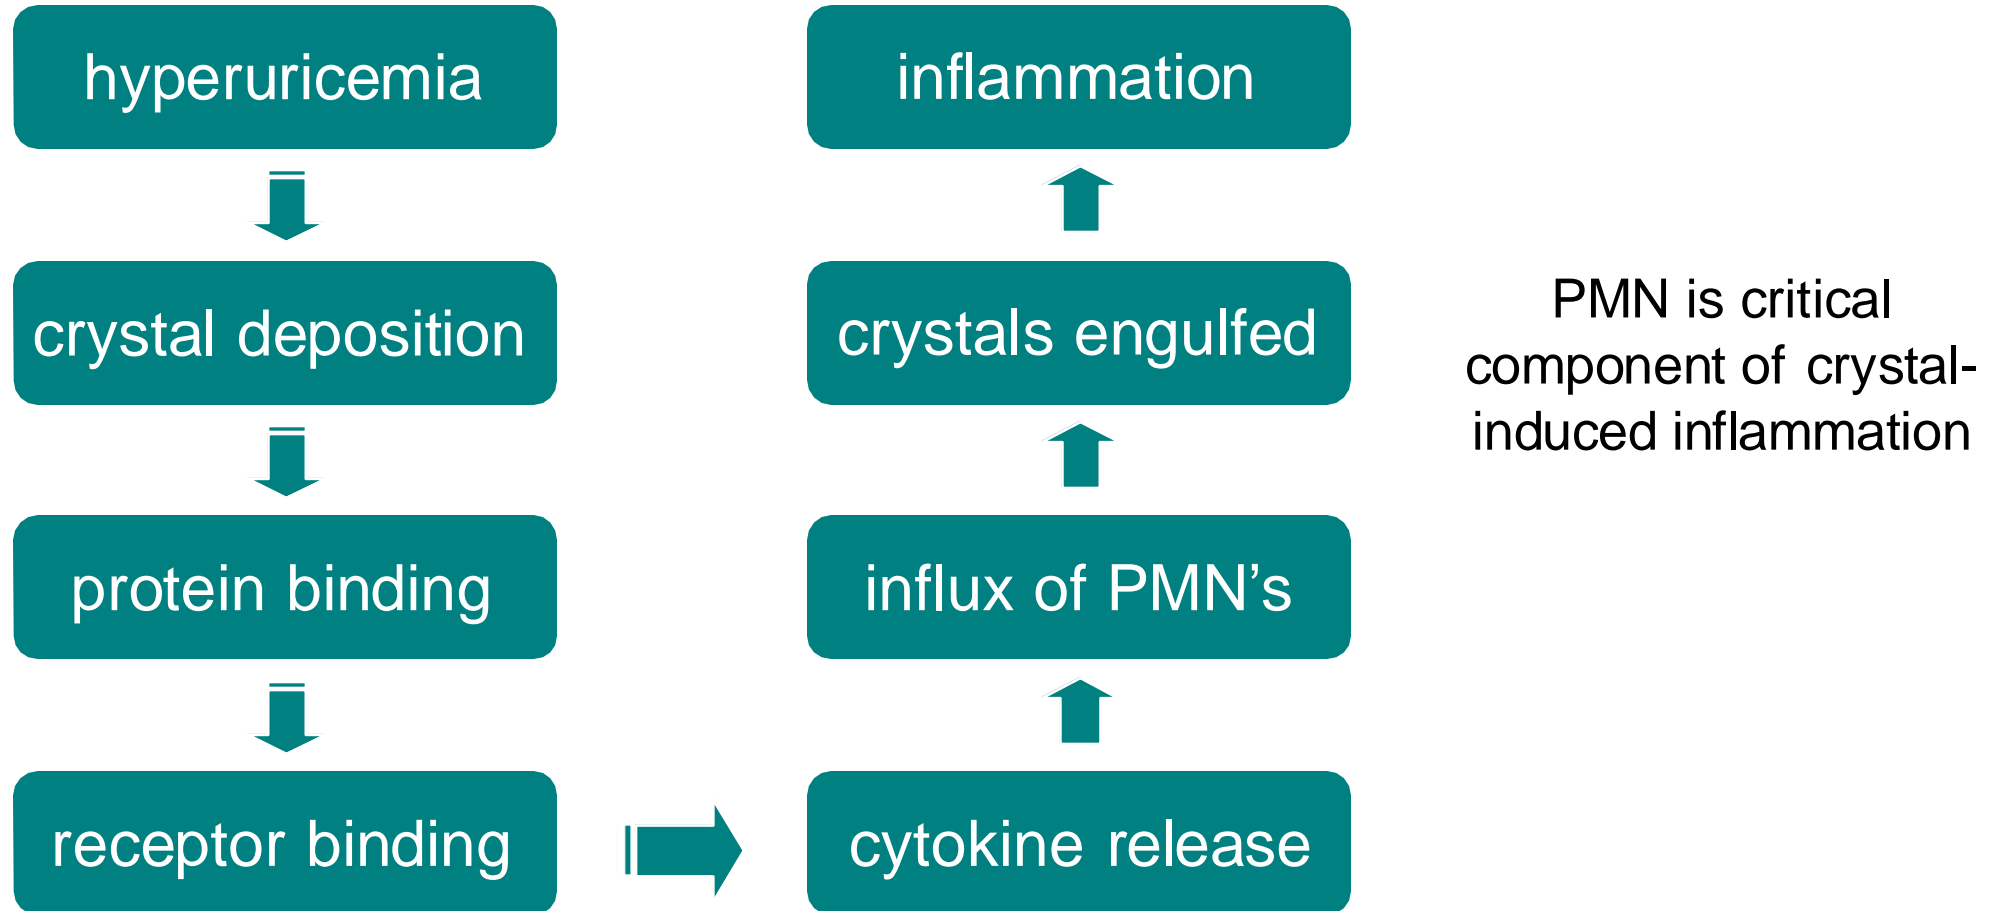 hyperuricemia
crystal deposition
protein binding
receptor binding
cytokine release
influx of PMN’s
crystals engulfed
inflammation
PMN is critical
component of crystal-
induced inflammation